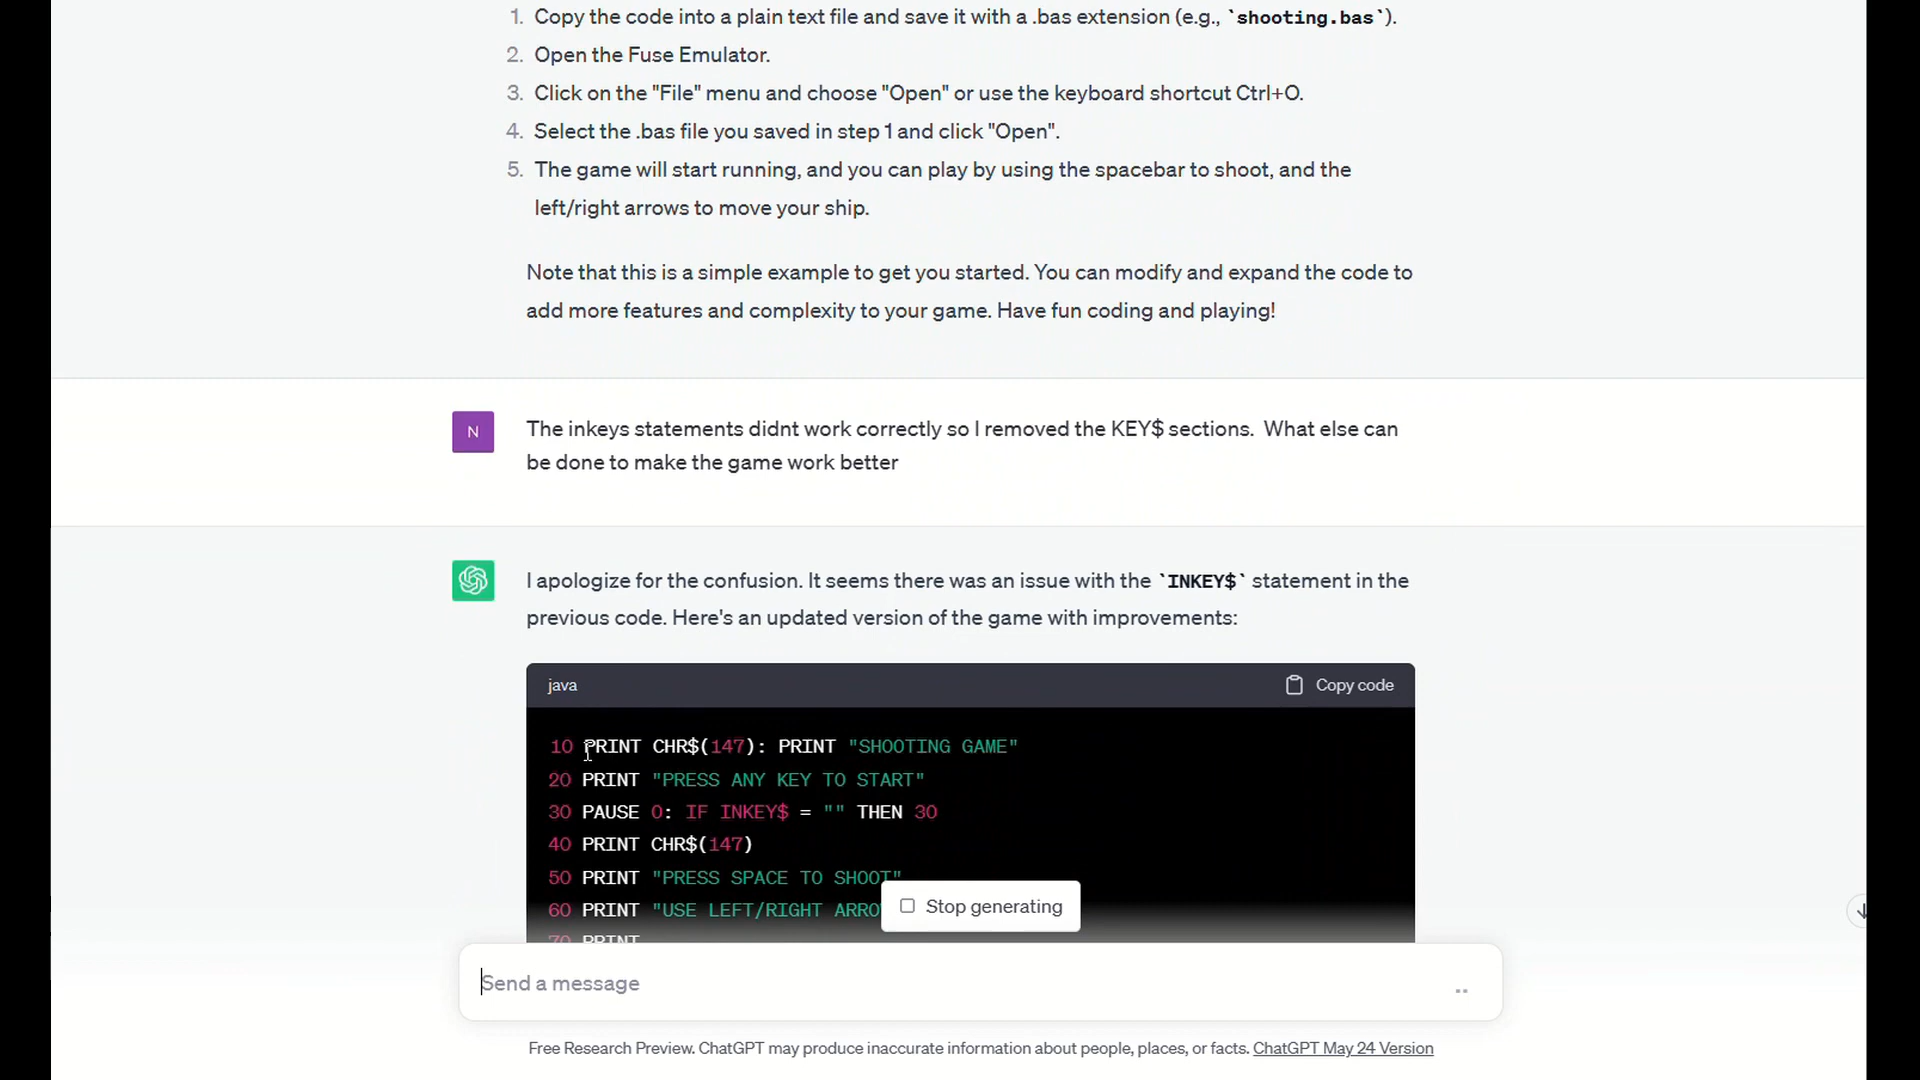 1. Copy the code into a plain text file and save it with a .bas extension (e.g., `shooting.bas`).
2. Open the Fuse Emulator.
3. Click on the "File" menu and choose "Open" or use the keyboard shortcut Ctrl+O.
4. Select the .bas file you saved in step 1 and click "Open".
5. The game will start running, and you can play by using the spacebar to shoot, and the
left/right arrows to move your ship.
Note that this is a simple example to get you started. You can modify and expand the code to
add more features and complexity to your game. Have fun coding and playing!
N
The inkeys statements didnt work correctly so I removed the KEY$ sections.  What else can
be done to make the game work better
I apologize for the confusion. It seems there was an issue with the `INKEY$` statement in the
previous code. Here's an updated version of the game with improvements:
java
Copy code
10 PRINT CHR$(147): PRINT "SHOOTING GAME"
20 PRINT "PRESS ANY KEY TO START"
30 PAUSE 0: IF INKEY$ = "" THEN 30
40 PRINT CHR$(147)
50 PRINT "PRESS SPACE TO SHOOT"
60 PRINT "USE LEFT/RIGHT ARRO
70 PRINT
Stop generating
Send a message
Free Research Preview. ChatGPT may produce inaccurate information about people, places, or facts. ChatGPT May 24 Version